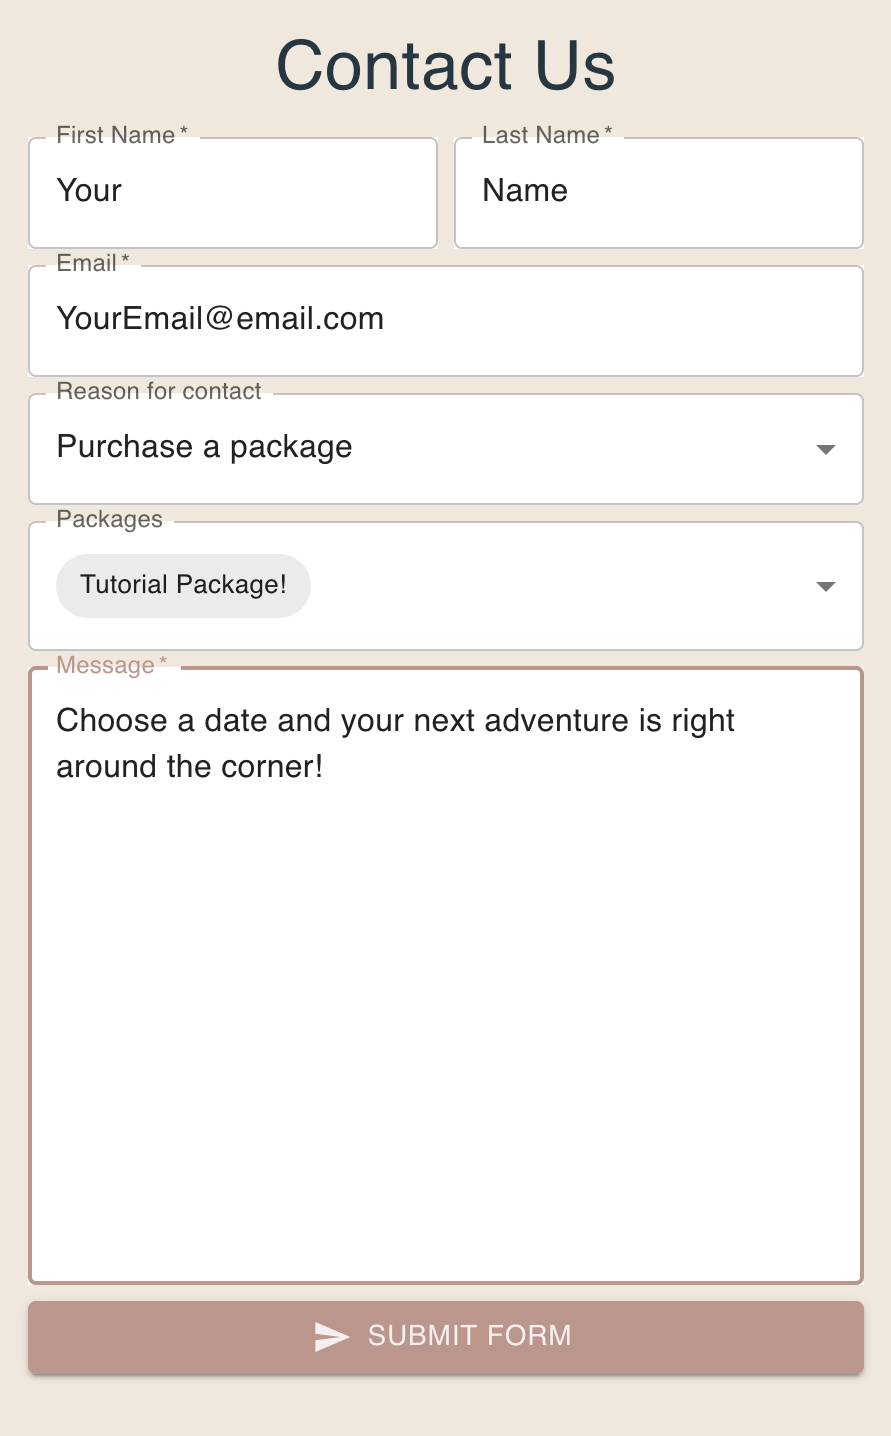 Contact Us
First Name *
Last Name *
Your
Name
Email *
YourEmail@email.com
Reason for contact
Purchase a package
Packages
Tutorial Package!
Message *
Choose a date and your next adventure is right
around the corner!
SUBMIT FORM